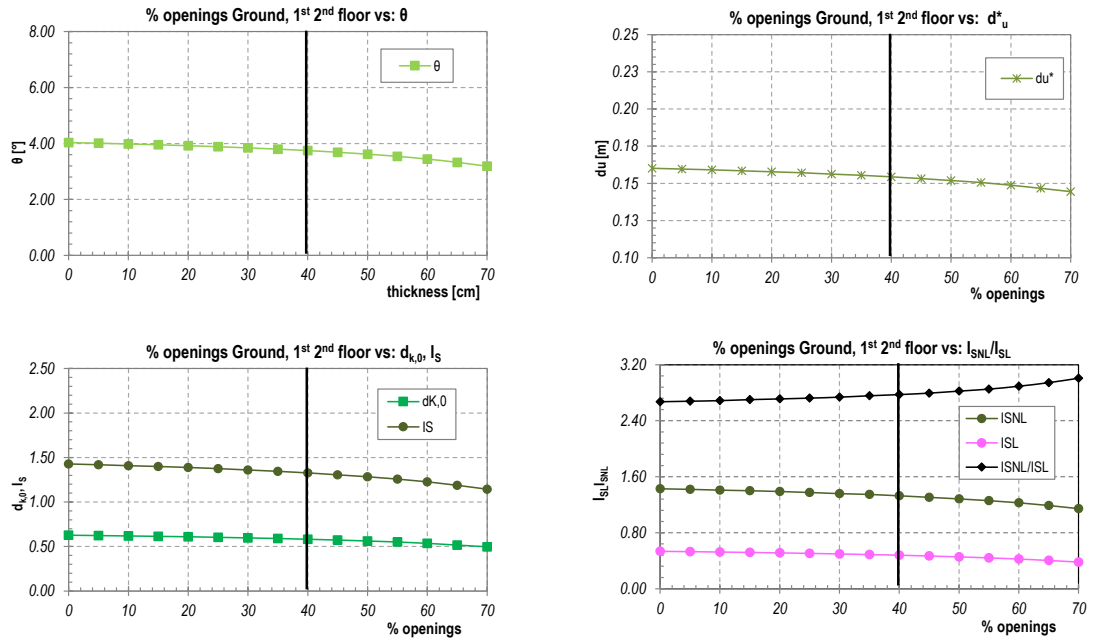 % openings Ground, 1st 2nd floor vs: θ
8.00
6.00
4.00
2.00
0.00
θ [°]
θ
0 10 20 30 40 50 60 70
thickness [cm]
% openings Ground, 1st 2nd floor vs: d*u
0.25
0.23
0.20
0.18
0.15
0.13
0.10
du [m]
du*
0 10 20 30 40 50 60 70
% openings
% openings Ground, 1st 2nd floor vs: dk,0, IS
2.50
2.00
1.50
1.00
0.50
0.00
dk,0, IS
dK,0
IS
0 10 20 30 40 50 60 70
% openings
% openings Ground, 1st 2nd floor vs: ISNL/ISL
3.20
2.40
1.60
0.80
0.00
ISL ISNL
ISNL
ISL
ISNL/ISL
0 10 20 30 40 50 60 70
% openings